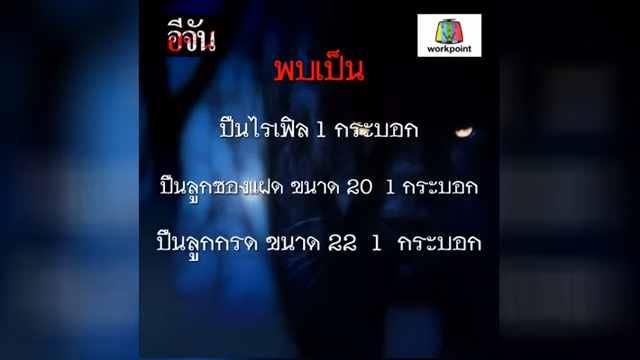 อีจัน
workpoint
พบเป็น
ปืนไรเฟิล 1 กระบอก
ปืนลูกซองแฝด ขนาด 20 1 กระบอก
ปืนลูกกรด ขนาด 22 1 กระบอก